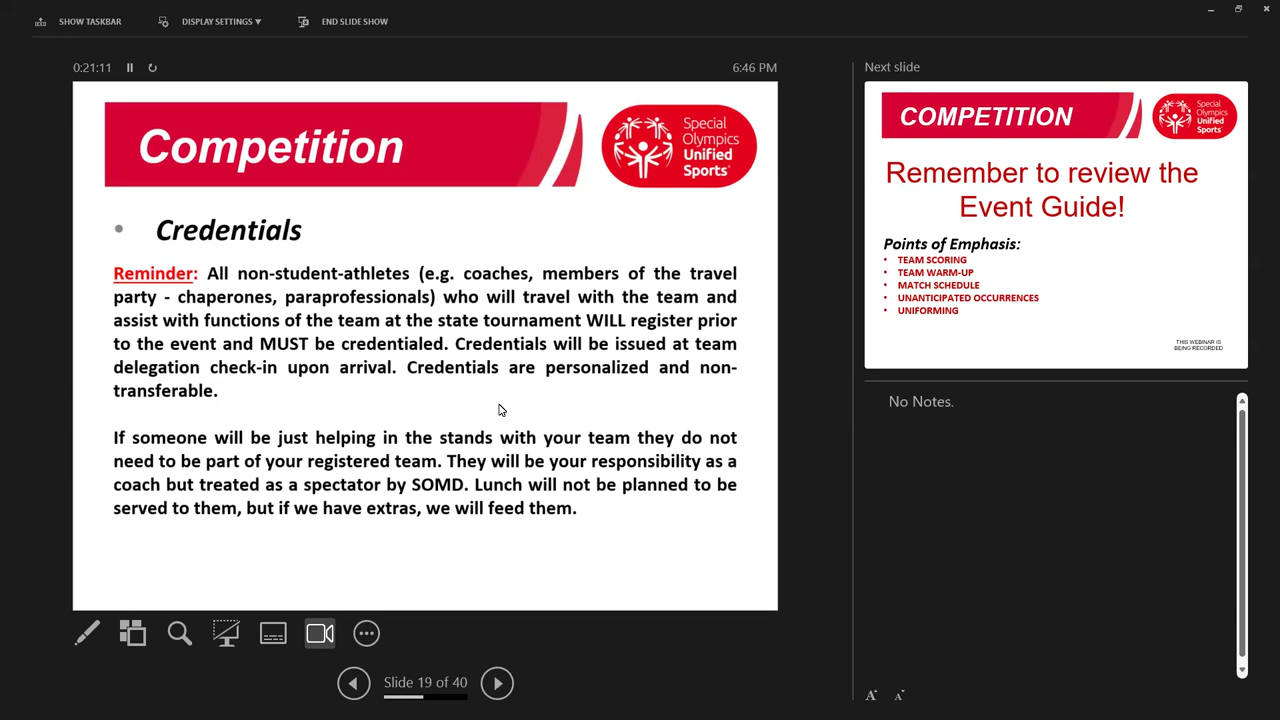 SHOW TASKBAR
DISPLAY SETTINGS
END SLIDE SHOW
0:21:11
6:46 PM
Competition
Special
Olympics
Unified
Sports
• Credentials
Reminder: All non-student-athletes (e.g. coaches, members of the travel
party - chaperones, paraprofessionals) who will travel with the team and
assist with functions of the team at the state tournament WILL register prior
to the event and MUST be credentialed. Credentials will be issued at team
delegation check-in upon arrival. Credentials are personalized and non-
transferable.
If someone will be just helping in the stands with your team they do not
need to be part of your registered team. They will be your responsibility as a
coach but treated as a spectator by SOMD. Lunch will not be planned to be
served to them, but if we have extras, we will feed them.
Slide 19 of 40
Next slide
COMPETITION
Special
Olympics
Unified
Sports
Remember to review the
Event Guide!
Points of Emphasis:
• TEAM SCORING
• TEAM WARM-UP
• MATCH SCHEDULE
• UNANTICIPATED OCCURRENCES
• UNIFORMING
THIS WEBINAR IS
BEING RECORDED
No Notes.
A A